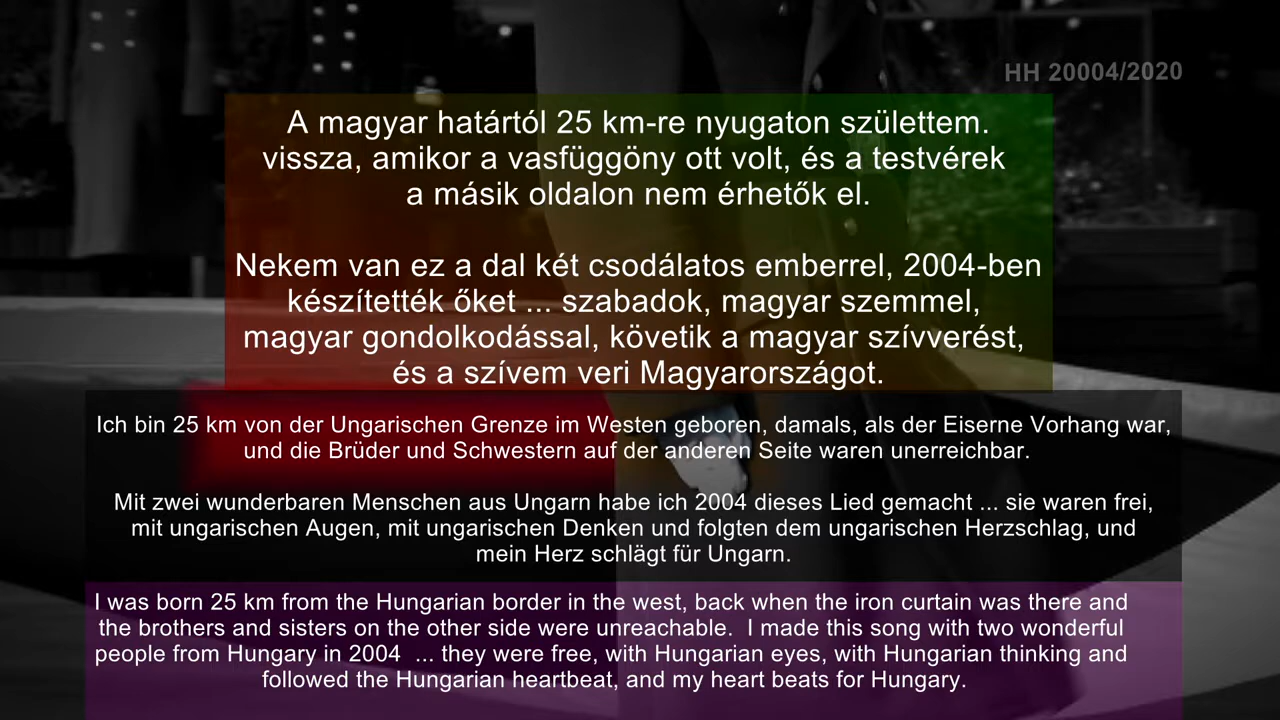 HH 20004/2020
A magyar határtól 25 km-re nyugaton születtem.
vissza, amikor a vasfüggöny ott volt, és a testvérek
a másik oldalon nem érhetők el.
Nekem van ez a dal két csodálatos emberrel, 2004-ben
készítették őket ... szabadok, magyar szemmel,
magyar gondolkodással, követik a magyar szívverést,
és a szívem veri Magyarországot.
Ich bin 25 km von der Ungarischen Grenze im Westen geboren, damals, als der Eiserne Vorhang war,
und die Brüder und Schwestern auf der anderen Seite waren unerreichbar.
Mit zwei wunderbaren Menschen aus Ungarn habe ich 2004 dieses Lied gemacht ... sie waren frei,
mit ungarischen Augen, mit ungarischen Denken und folgten dem ungarischen Herzschlag, und
mein Herz schlägt für Ungarn.
I was born 25 km from the Hungarian border in the west, back when the iron curtain was there and
the brothers and sisters on the other side were unreachable.  I made this song with two wonderful
people from Hungary in 2004  ... they were free, with Hungarian eyes, with Hungarian thinking and
followed the Hungarian heartbeat, and my heart beats for Hungary.